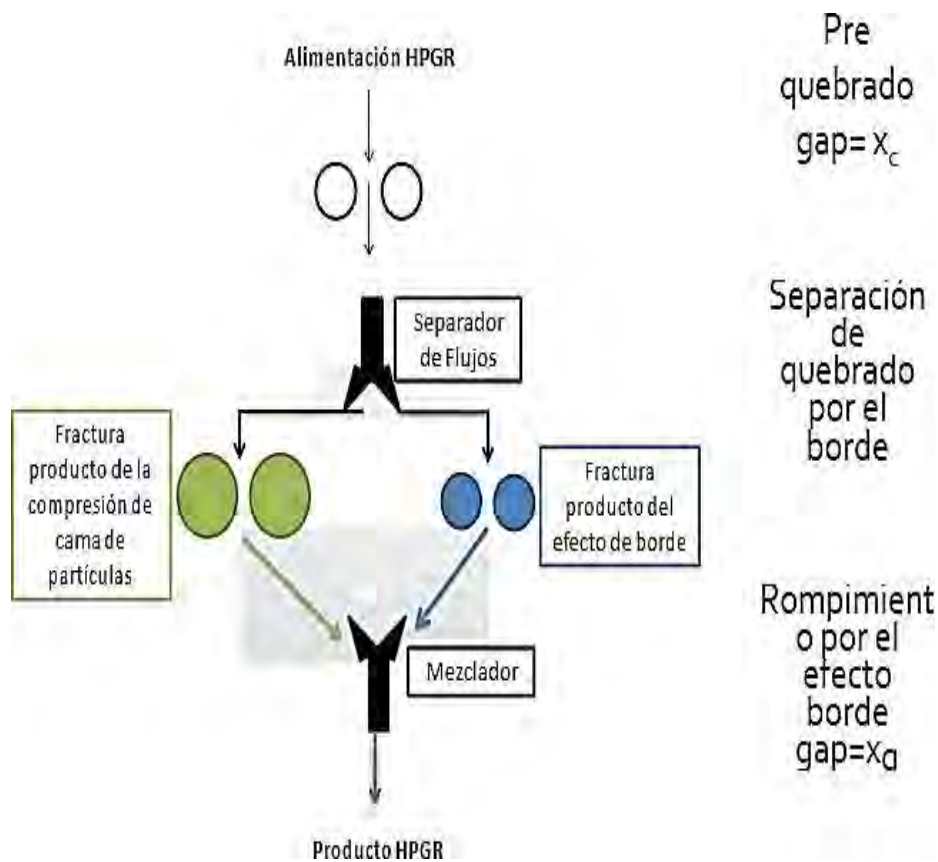 Alimentación HPGR
Pre
quebrado
gap= xc
Separador
de Flujos
Separación
de
quebrado
por el
borde
Fractura
producto de la
compresión de
cama de
partículas
Fractura
producto del
efecto de borde
Mezclador
Rompimient
o por el
efecto
borde
gap=xg
Producto HPGR